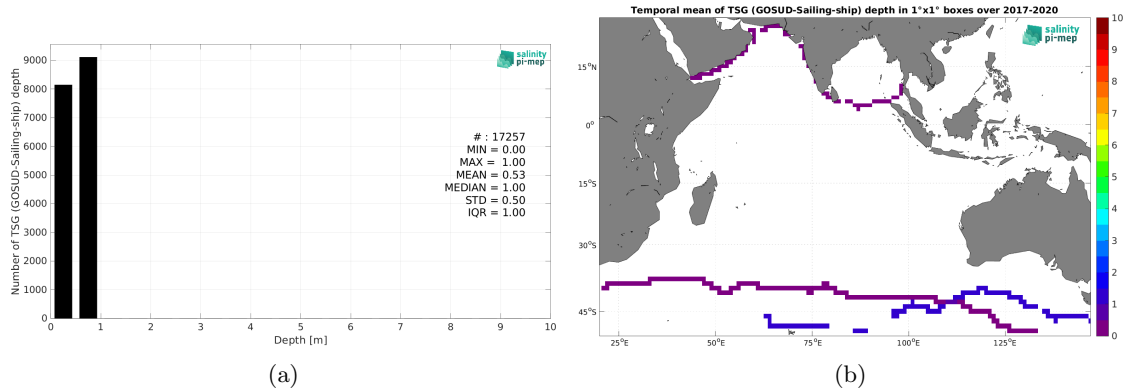 salinity
pi-mep
9000
8000
7000
6000
5000
4000
3000
2000
1000
0
# : 17257
MIN = 0.00
MAX = 1.00
MEAN = 0.53
MEDIAN = 1.00
STD = 0.50
IQR = 1.00
Number of TSG (GOSUD-Sailing-ship) depth
0 1 2 3 4 5 6 7 8 9 10
Depth [m]
(a)
Temporal mean of TSG (GOSUD-Sailing-ship) depth in 1°x1° boxes over 2017-2020
salinity
pi-mep
15°N
0°
15°S
30°S
45°S
25°E 50°E 75°E 100°E 125°E
10
9
8
7
6
5
4
3
2
1
0
(b)